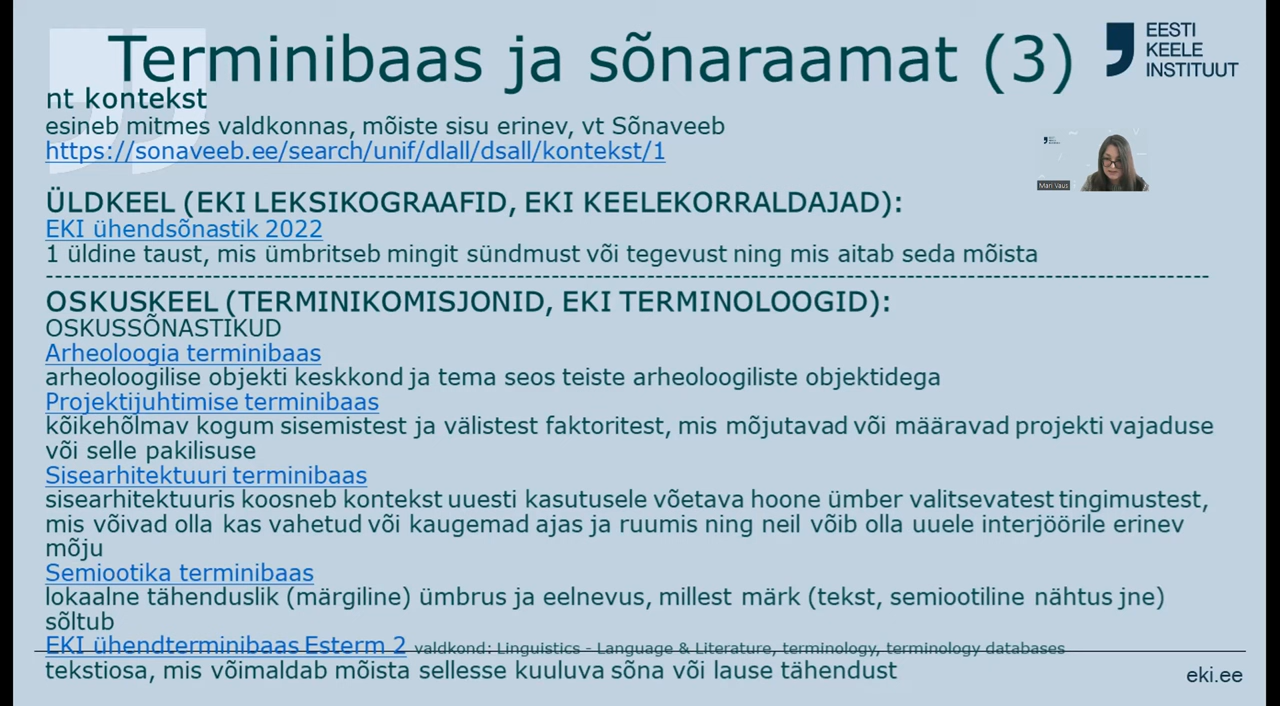 Terminibaas ja sõnaraamat (3)
EESTI
KEELE
INSTITUUT
nt kontekst
esineb mitmes valdkonnas, mõiste sisu erinev, vt Sõnaveeb
https://sonaveeb.ee/search/unif/dlall/dsall/kontekst/1
Mari Vaus
ÜLDKEEL (EKI LEKSIKOGRAAFID, EKI KEELEKORRALDAJAD):
EKI ühendsõnastik 2022
1 üldine taust, mis ümbritseb mingit sündmust või tegevust ning mis aitab seda mõista
OSKUSKEEL (TERMINIKOMISJONID, EKI TERMINOLOOGID):
OSKUSSÕNASTIKUD
Arheoloogia terminibaas
arheoloogilise objekti keskkond ja tema seos teiste arheoloogiliste objektidega
Projektijuhtimise terminibaas
kõikehõlmav kogum sisemistest ja välistest faktoritest, mis mõjutavad või määravad projekti vajaduse
või selle pakilisuse
Sisearhitektuuri terminibaas
sisearhitektuuris koosneb kontekst uuesti kasutusele võetava hoone ümber valitsevatest tingimustest,
mis võivad olla kas vahetud või kaugemad ajas ja ruumis ning neil võib olla uuele interjöörile erinev
mõju
Semiootika terminibaas
lokaalne tähenduslik (märgiline) ümbrus ja eelnevus, millest märk (tekst, semiootiline nähtus jne)
sõltub
EKI ühendterminibaas Esterm 2 valdkond: Linguistics - Language & Literature, terminology, terminology databases
tekstiosa, mis võimaldab mõista sellesse kuuluva sõna või lause tähendust
eki.ee